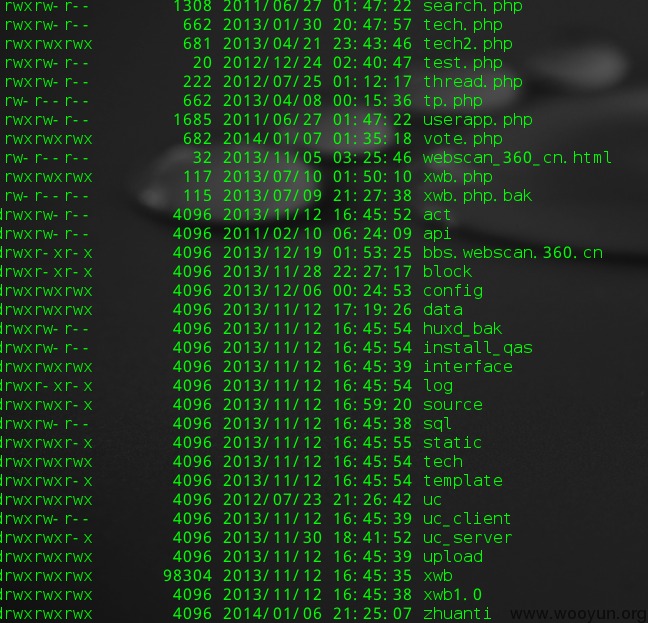 rwxrw-r-- 1308 2011/06/27 01:47:22 search.php
rwxrw-r-- 662 2013/01/30 20:47:57 tech.php
rwxrwxrwx 681 2013/04/21 23:43:46 tech2.php
rwxrw-r-- 20 2012/12/24 02:40:47 test.php
rwxrw-r-- 222 2012/07/25 01:12:17 thread.php
rw-r--r-- 662 2013/04/08 00:15:36 tp.php
rwxrw-r-- 1685 2011/06/27 01:47:22 userapp.php
rwxrwxrwx 682 2014/01/07 01:35:18 vote.php
rw-r--r-- 32 2013/11/05 03:25:46 webscan_360_cn.html
rwxrwxrwx 117 2013/07/10 01:50:10 xwb.php
rw-r--r-- 115 2013/07/09 21:27:38 xwb.php.bak
drwxrw-r-- 4096 2013/11/12 16:45:52 act
drwxrw-r-- 4096 2011/02/10 06:24:09 api
drwxr-xr-x 4096 2013/12/19 01:53:25 bbs.webscan.360.cn
drwxr-xr-x 4096 2013/11/28 22:27:17 block
drwxrwxrwx 4096 2013/12/06 00:24:53 config
drwxrwxrwx 4096 2013/11/12 17:19:26 data
drwxrw-r-- 4096 2013/11/12 16:45:54 huxd_bak
drwxrw-r-- 4096 2013/11/12 16:45:54 install_qas
drwxrwxrwx 4096 2013/11/12 16:45:39 interface
drwxr-xr-x 4096 2013/11/12 16:45:54 log
drwxrwxr-x 4096 2013/11/12 16:59:20 source
drwxrw-r-- 4096 2013/11/12 16:45:38 sql
drwxrwxr-x 4096 2013/11/12 16:45:55 static
drwxrwxrwx 4096 2013/11/12 16:45:54 tech
drwxrwxr-x 4096 2013/11/12 16:45:54 template
drwxrwxrwx 4096 2012/07/23 21:26:42 uc
drwxrw-r-- 4096 2013/11/12 16:45:39 uc_client
drwxrwxr-x 4096 2013/11/30 18:41:52 uc_server
drwxrwxrwx 4096 2013/11/12 16:45:39 upload
drwxrwxrwx 98304 2013/11/12 16:45:35 xwb
drwxrwxrwx 4096 2013/11/12 16:45:38 xwb1.0
drwxrwxrwx 4096 2014/01/06 21:25:07 zhuanti
www.wooyun.org